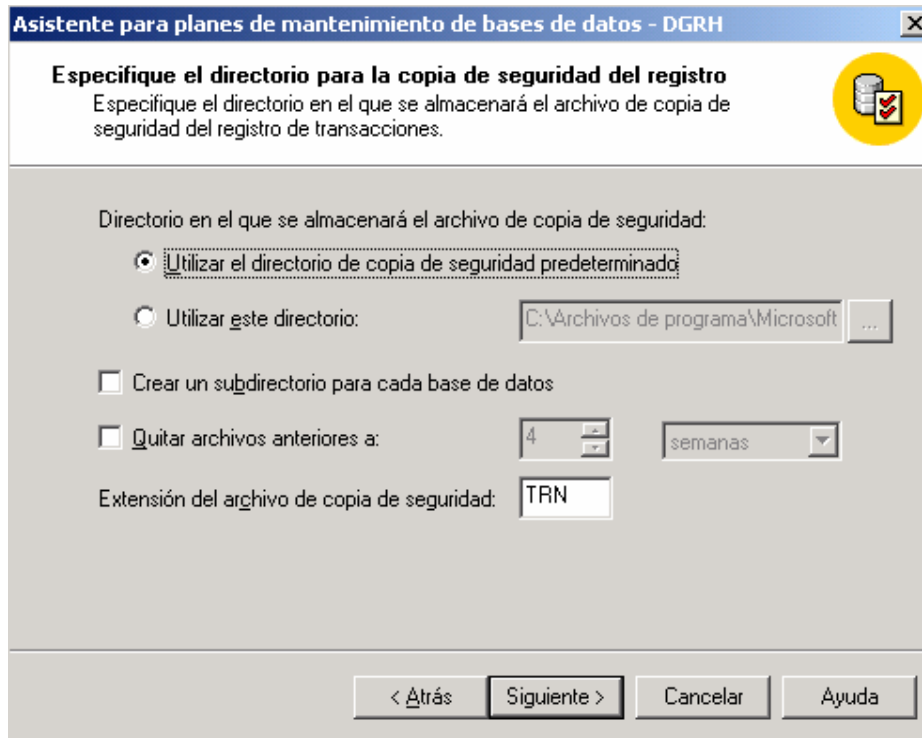 Asistente para planes de mantenimiento de bases de datos - DGRH
Especifique el directorio para la copia de seguridad del registro
Especifique el directorio en el que se almacenará el archivo de copia de
seguridad del registro de transacciones.
Directorio en el que se almacenará el archivo de copia de seguridad:
Utilizar el directorio de copia de seguridad predeterminado
Utilizar este directorio: C:\Archivos de programa\Microsoft ...
Crear un subdirectorio para cada base de datos
Quitar archivos anteriores a: 4 semanas
Extensión del archivo de copia de seguridad: TRN
< Atrás Siguiente > Cancelar Ayuda